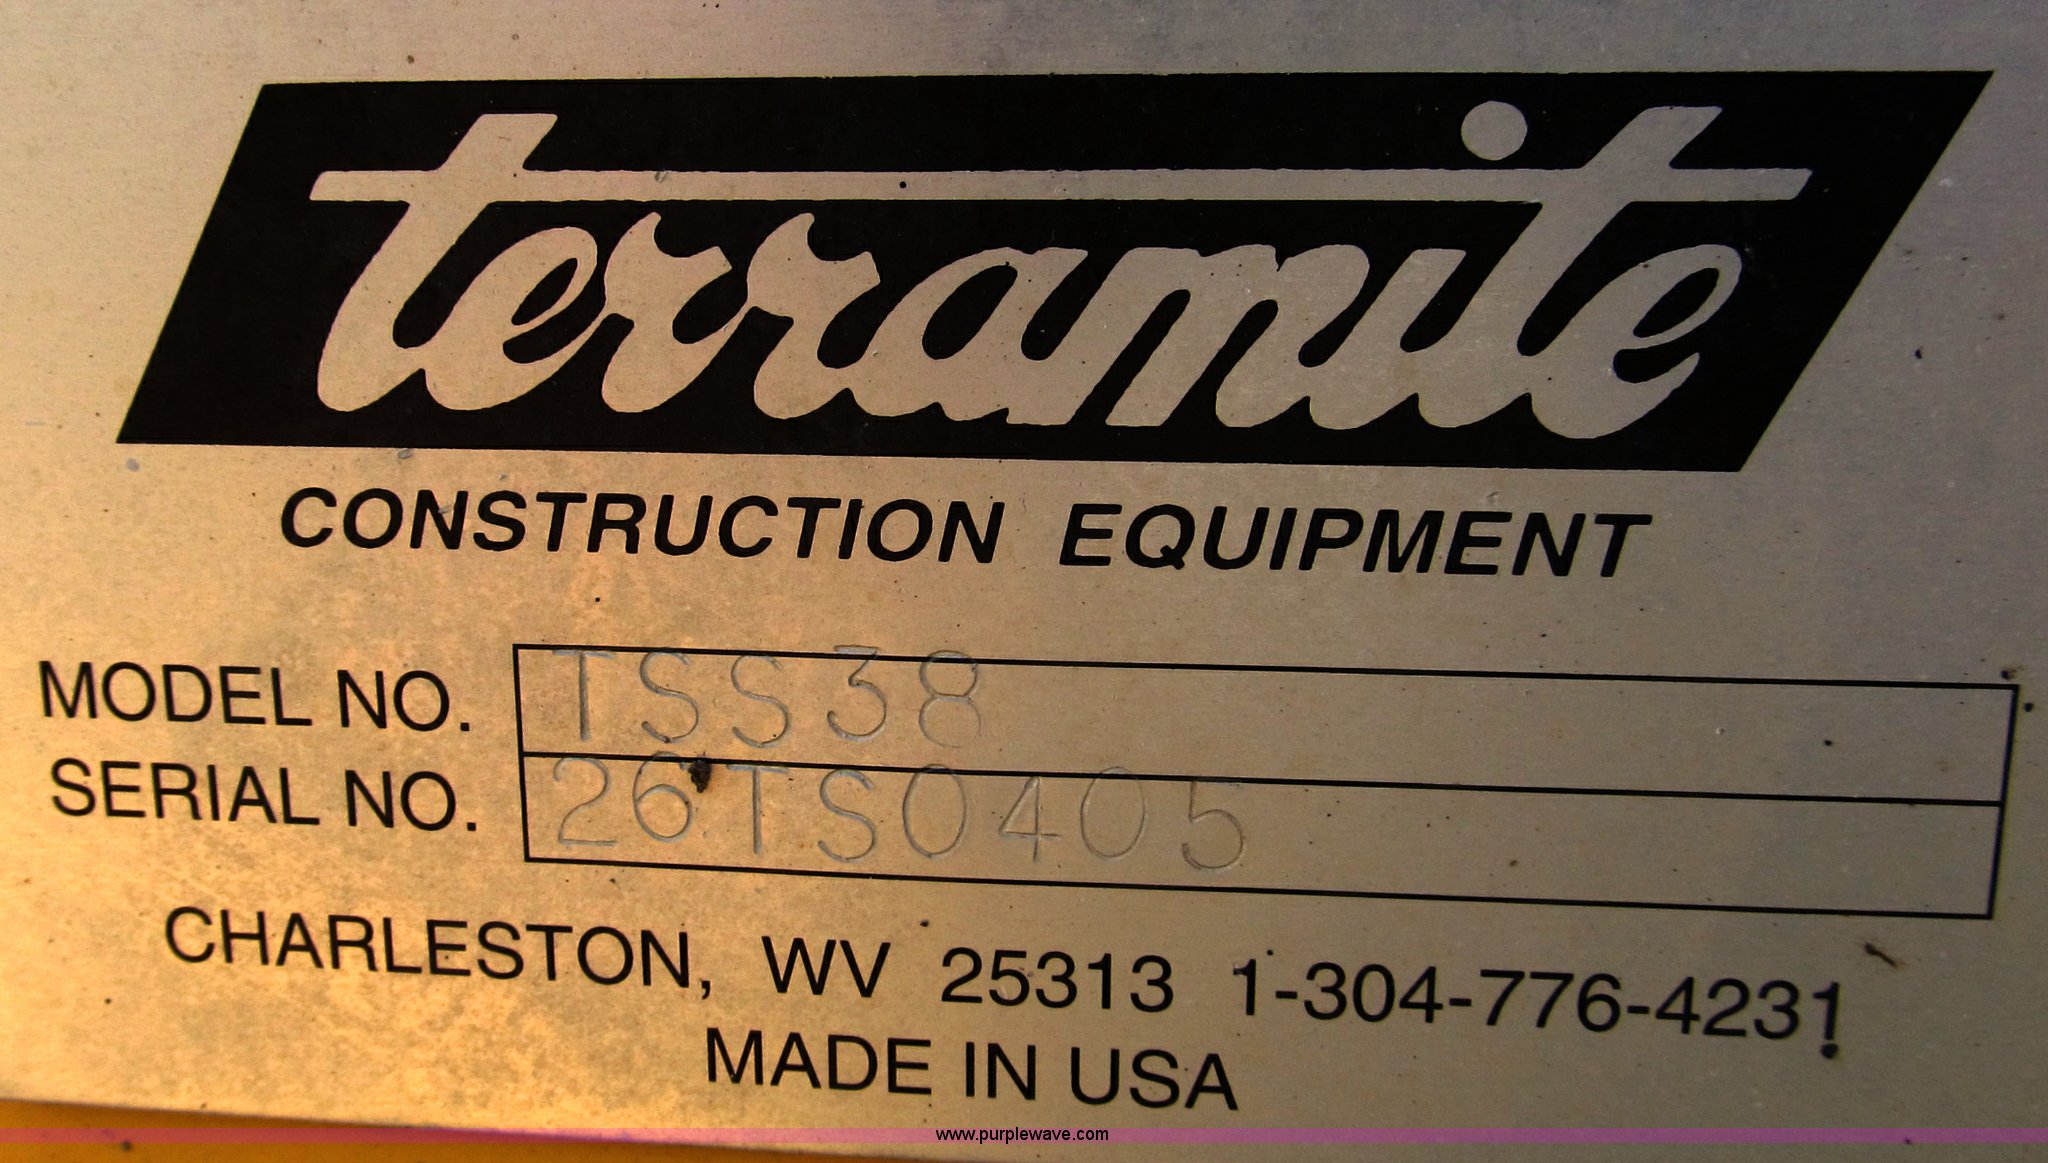 terramite
CONSTRUCTION EQUIPMENT
MODEL NO. TSS38
SERIAL NO. 26TS0405
CHARLESTON, WV 25313 1-304-776-4231
MADE IN USA
www.purplewave.com